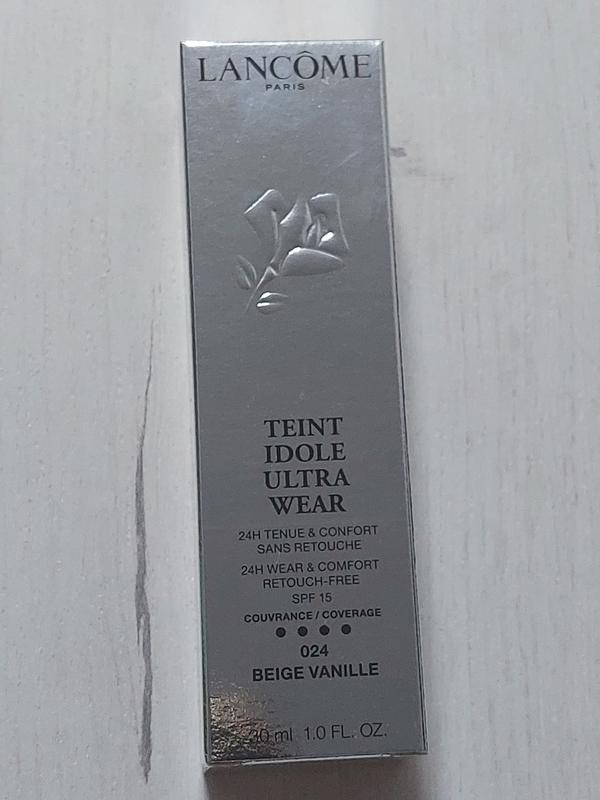 LANCÔME
PARIS
TEINT
IDOLE
ULTRA
WEAR
24H TENUE & CONFORT
SANS RETOUCHE
24H WEAR & COMFORT
RETOUCH-FREE
SPF 15
COUVRANCE / COVERAGE
024
BEIGE VANILLE
30 ml 1.0 FL. OZ.